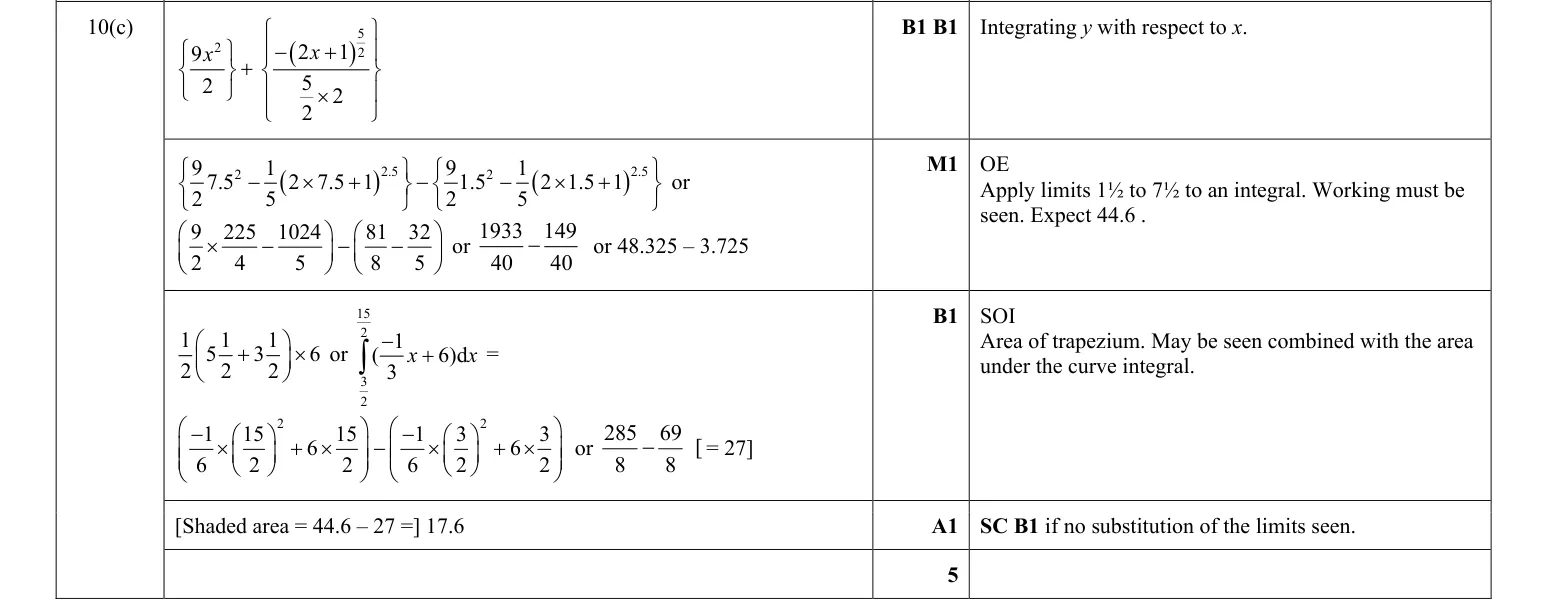 10(c) {9x²/2} + {−(2x + 1)^(5/2) / (5/2 × 2)} B1 B1 Integrating y with respect to x.
{9/2 7.5² − 1/5 (2 × 7.5 + 1)^2.5} − {9/2 1.5² − 1/5 (2 × 1.5 + 1)^2.5} or M1 OE
Apply limits 1½ to 7½ to an integral. Working must be
seen. Expect 44.6 .
(9/2 × 225/4 − 1024/5) − (81/8 − 32/5) or 1933/40 − 149/40 or 48.325 – 3.725
1/2 (5 1/2 + 3 1/2) × 6 or ∫_(3/2)^(15/2) (−1/3 x + 6)dx = B1 SOI
Area of trapezium. May be seen combined with the area
under the curve integral.
(−1/6 × (15/2)² + 6 × 15/2) − (−1/6 × (3/2)² + 6 × 3/2) or 285/8 − 69/8 [ = 27]
[Shaded area = 44.6 – 27 =] 17.6 A1 SC B1 if no substitution of the limits seen.
5